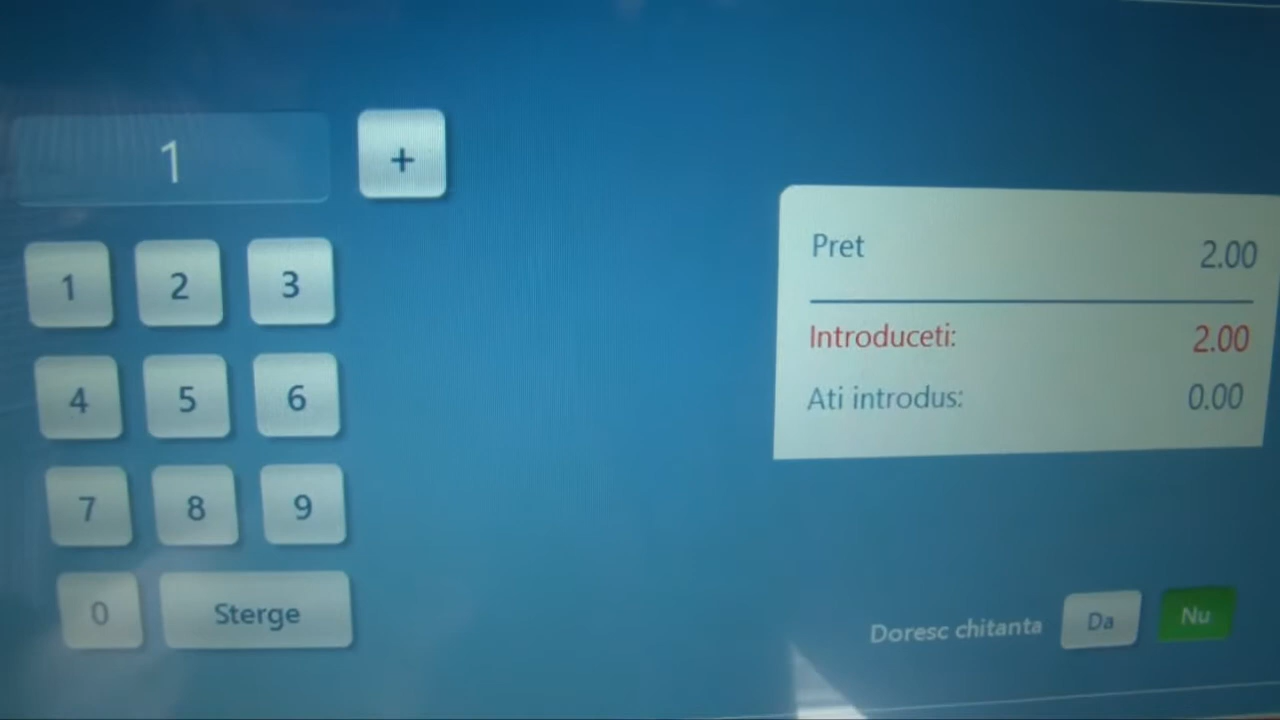 1 +
1 2 3
4 5 6
7 8 9
0 Sterge
Pret 2.00
Introduceti: 2.00
Ati introdus: 0.00
Doresc chitanta Da Nu